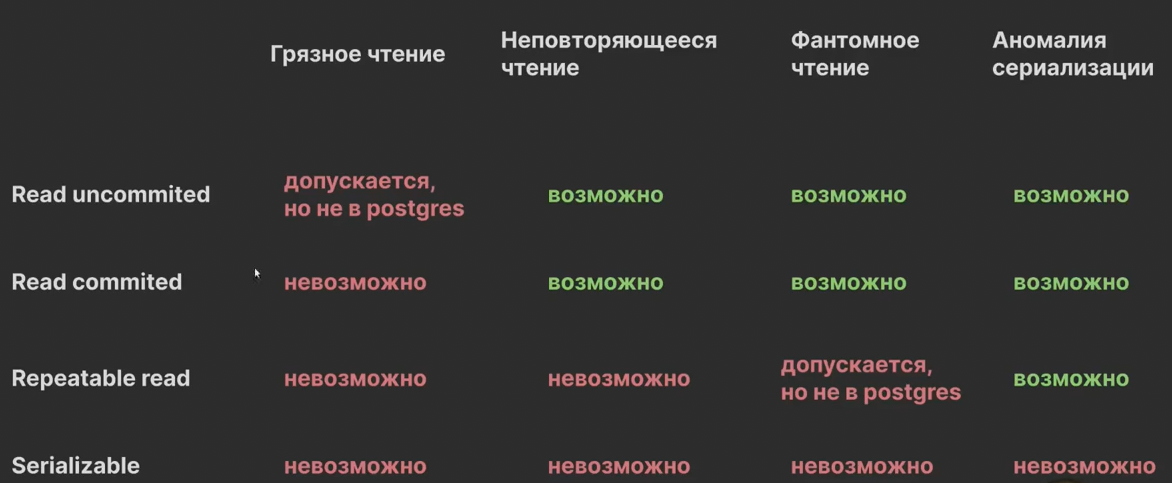 Грязное чтение
Неповторяющееся
чтение
Фантомное
чтение
Аномалия
сериализации
Read uncommited
допускается,
но не в postgres
возможно
возможно
возможно
Read commited
невозможно
возможно
возможно
возможно
Repeatable read
невозможно
невозможно
допускается,
но не в postgres
возможно
Serializable
невозможно
невозможно
невозможно
невозможно